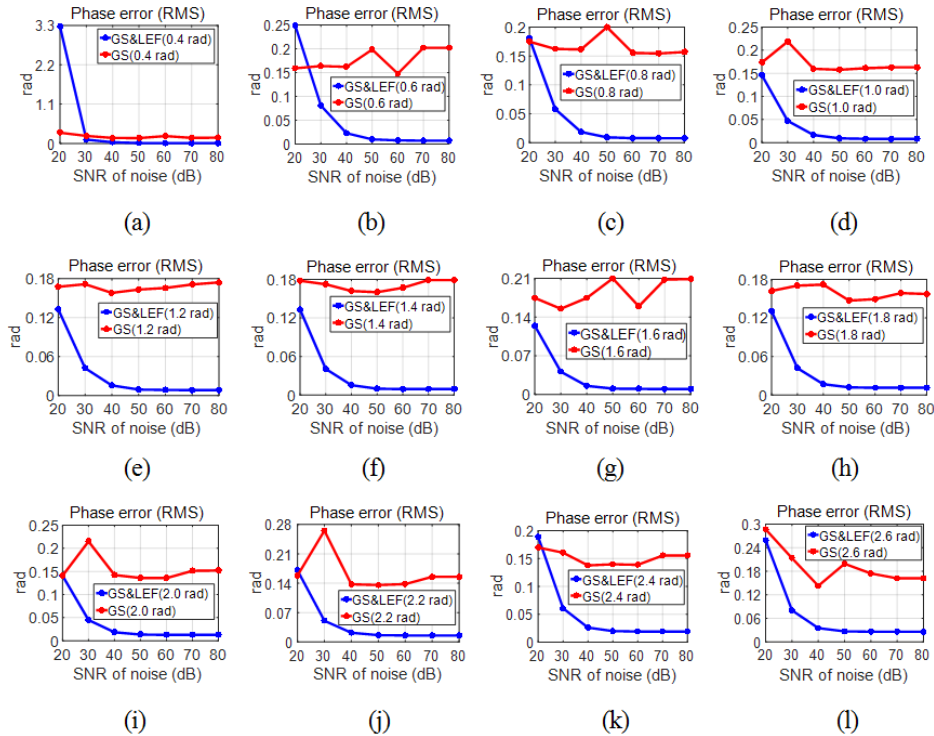 Phase error (RMS)
3.3
2.2
1.1
0
rad
GS&LEF(0.4 rad)
GS(0.4 rad)
20 30 40 50 60 70 80
SNR of noise (dB)
(a)
Phase error (RMS)
0.25
0.2
0.15
0.1
0.05
0
rad
GS&LEF(0.6 rad)
GS(0.6 rad)
20 30 40 50 60 70 80
SNR of noise (dB)
(b)
Phase error (RMS)
0.2
0.15
0.1
0.05
0
rad
GS&LEF(0.8 rad)
GS(0.8 rad)
20 30 40 50 60 70 80
SNR of noise (dB)
(c)
Phase error (RMS)
0.25
0.2
0.15
0.1
0.05
0
rad
GS&LEF(1.0 rad)
GS(1.0 rad)
20 30 40 50 60 70 80
SNR of noise (dB)
(d)
Phase error (RMS)
0.18
0.12
0.06
0
rad
GS&LEF(1.2 rad)
GS(1.2 rad)
20 30 40 50 60 70 80
SNR of noise (dB)
(e)
Phase error (RMS)
0.18
0.12
0.06
0
rad
GS&LEF(1.4 rad)
GS(1.4 rad)
20 30 40 50 60 70 80
SNR of noise (dB)
(f)
Phase error (RMS)
0.21
0.14
0.07
0
rad
GS&LEF(1.6 rad)
GS(1.6 rad)
20 30 40 50 60 70 80
SNR of noise (dB)
(g)
Phase error (RMS)
0.18
0.12
0.06
0
rad
GS&LEF(1.8 rad)
GS(1.8 rad)
20 30 40 50 60 70 80
SNR of noise (dB)
(h)
Phase error (RMS)
0.25
0.2
0.15
0.1
0.05
0
rad
GS&LEF(2.0 rad)
GS(2.0 rad)
20 30 40 50 60 70 80
SNR of noise (dB)
(i)
Phase error (RMS)
0.28
0.21
0.14
0.07
0
rad
GS&LEF(2.2 rad)
GS(2.2 rad)
20 30 40 50 60 70 80
SNR of noise (dB)
(j)
Phase error (RMS)
0.2
0.15
0.1
0.05
0
rad
GS&LEF(2.4 rad)
GS(2.4 rad)
20 30 40 50 60 70 80
SNR of noise (dB)
(k)
Phase error (RMS)
0.3
0.24
0.18
0.12
0.06
0
rad
GS&LEF(2.6 rad)
GS(2.6 rad)
20 30 40 50 60 70 80
SNR of noise (dB)
(l)